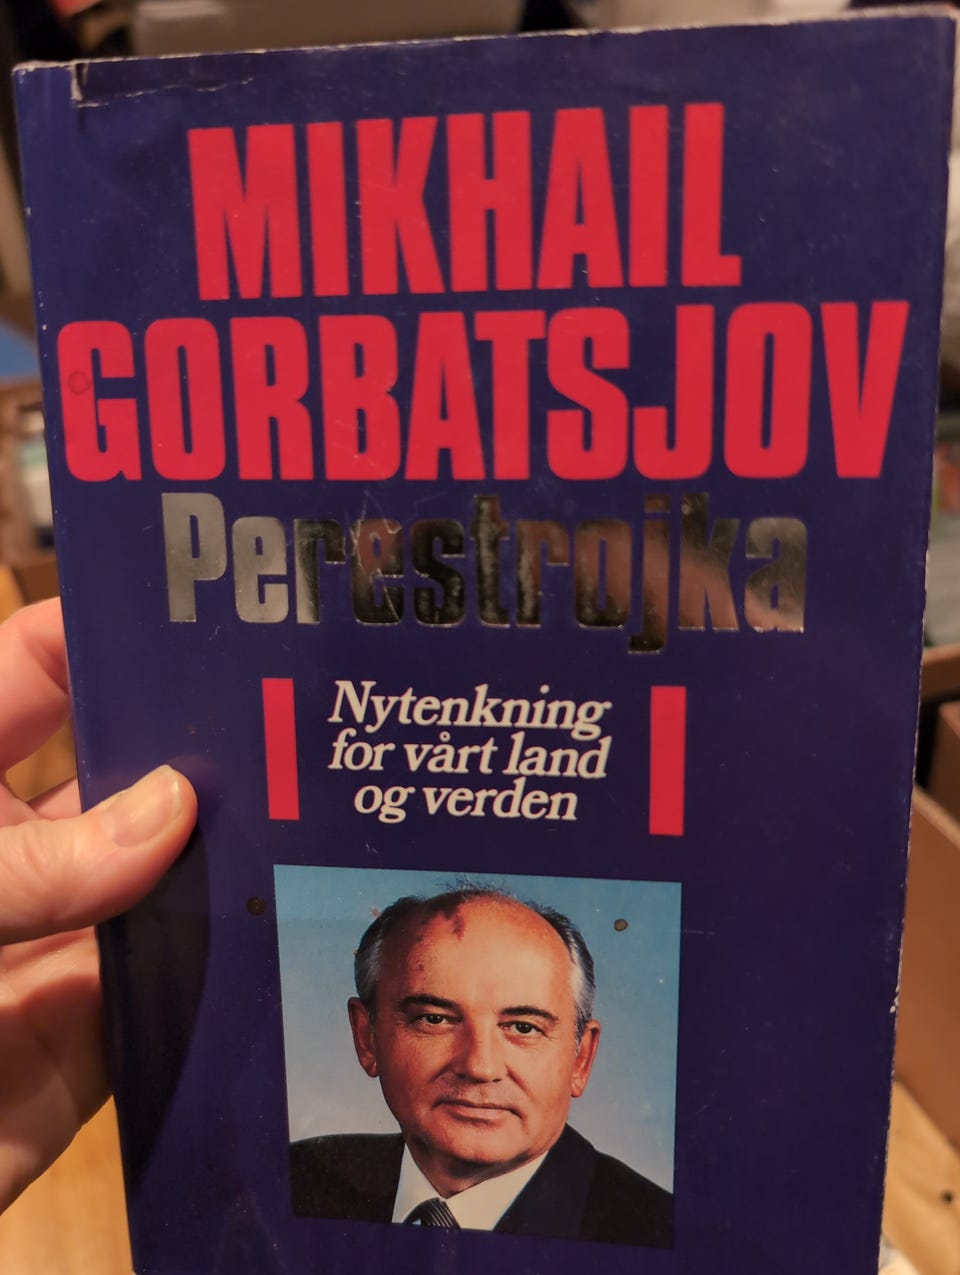 MIKHAIL
GORBATSJOV
Perestrojka
Nytenkning
for vårt land
og verden